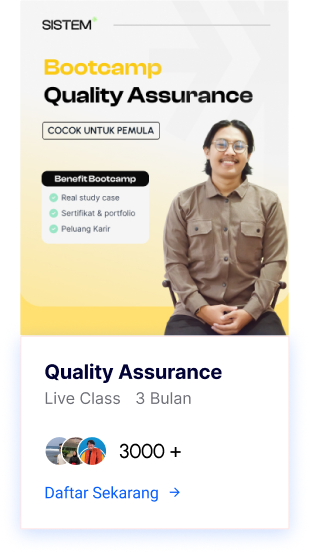 SISTEM
Bootcamp
Quality Assurance
COCOK UNTUK PEMULA
Benefit Bootcamp
Real study case
Sertifikat & portfolio
Peluang Karir
Quality Assurance
Live Class 3 Bulan
3000 +
Daftar Sekarang →